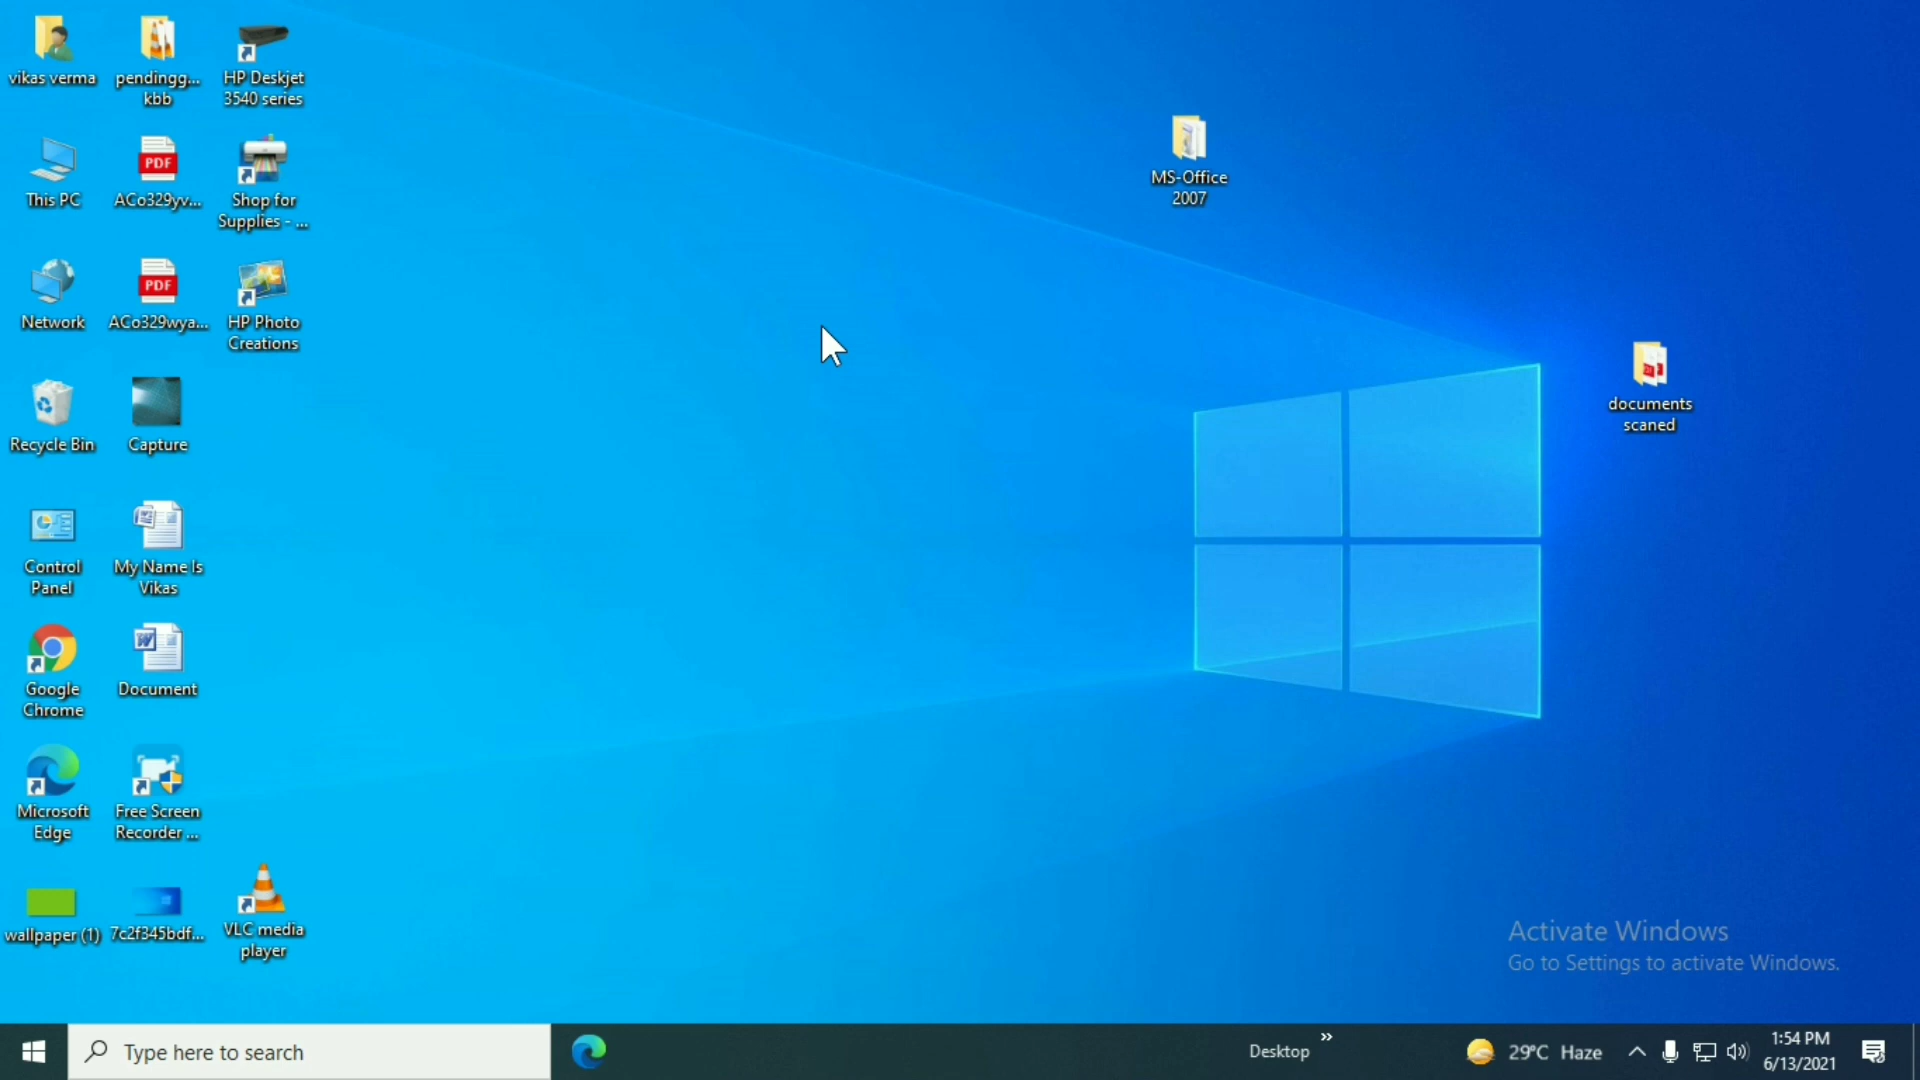 vikas verma
pendingg...
kbb
HP Deskjet
3540 series
This PC
ACo329yv...
Shop for
Supplies - ...
Network
ACo329wya...
HP Photo
Creations
Recycle Bin
Capture
Control
Panel
My Name Is
Vikas
Google
Chrome
Document
Microsoft
Edge
Free Screen
Recorder ...
wallpaper (1)
7c2f345bdf...
VLC media
player
PDF
PDF
MS-Office
2007
documents
scaned
Activate Windows
Go to Settings to activate Windows.
Type here to search
Desktop
»
29°C Haze
1:54 PM
6/13/2021